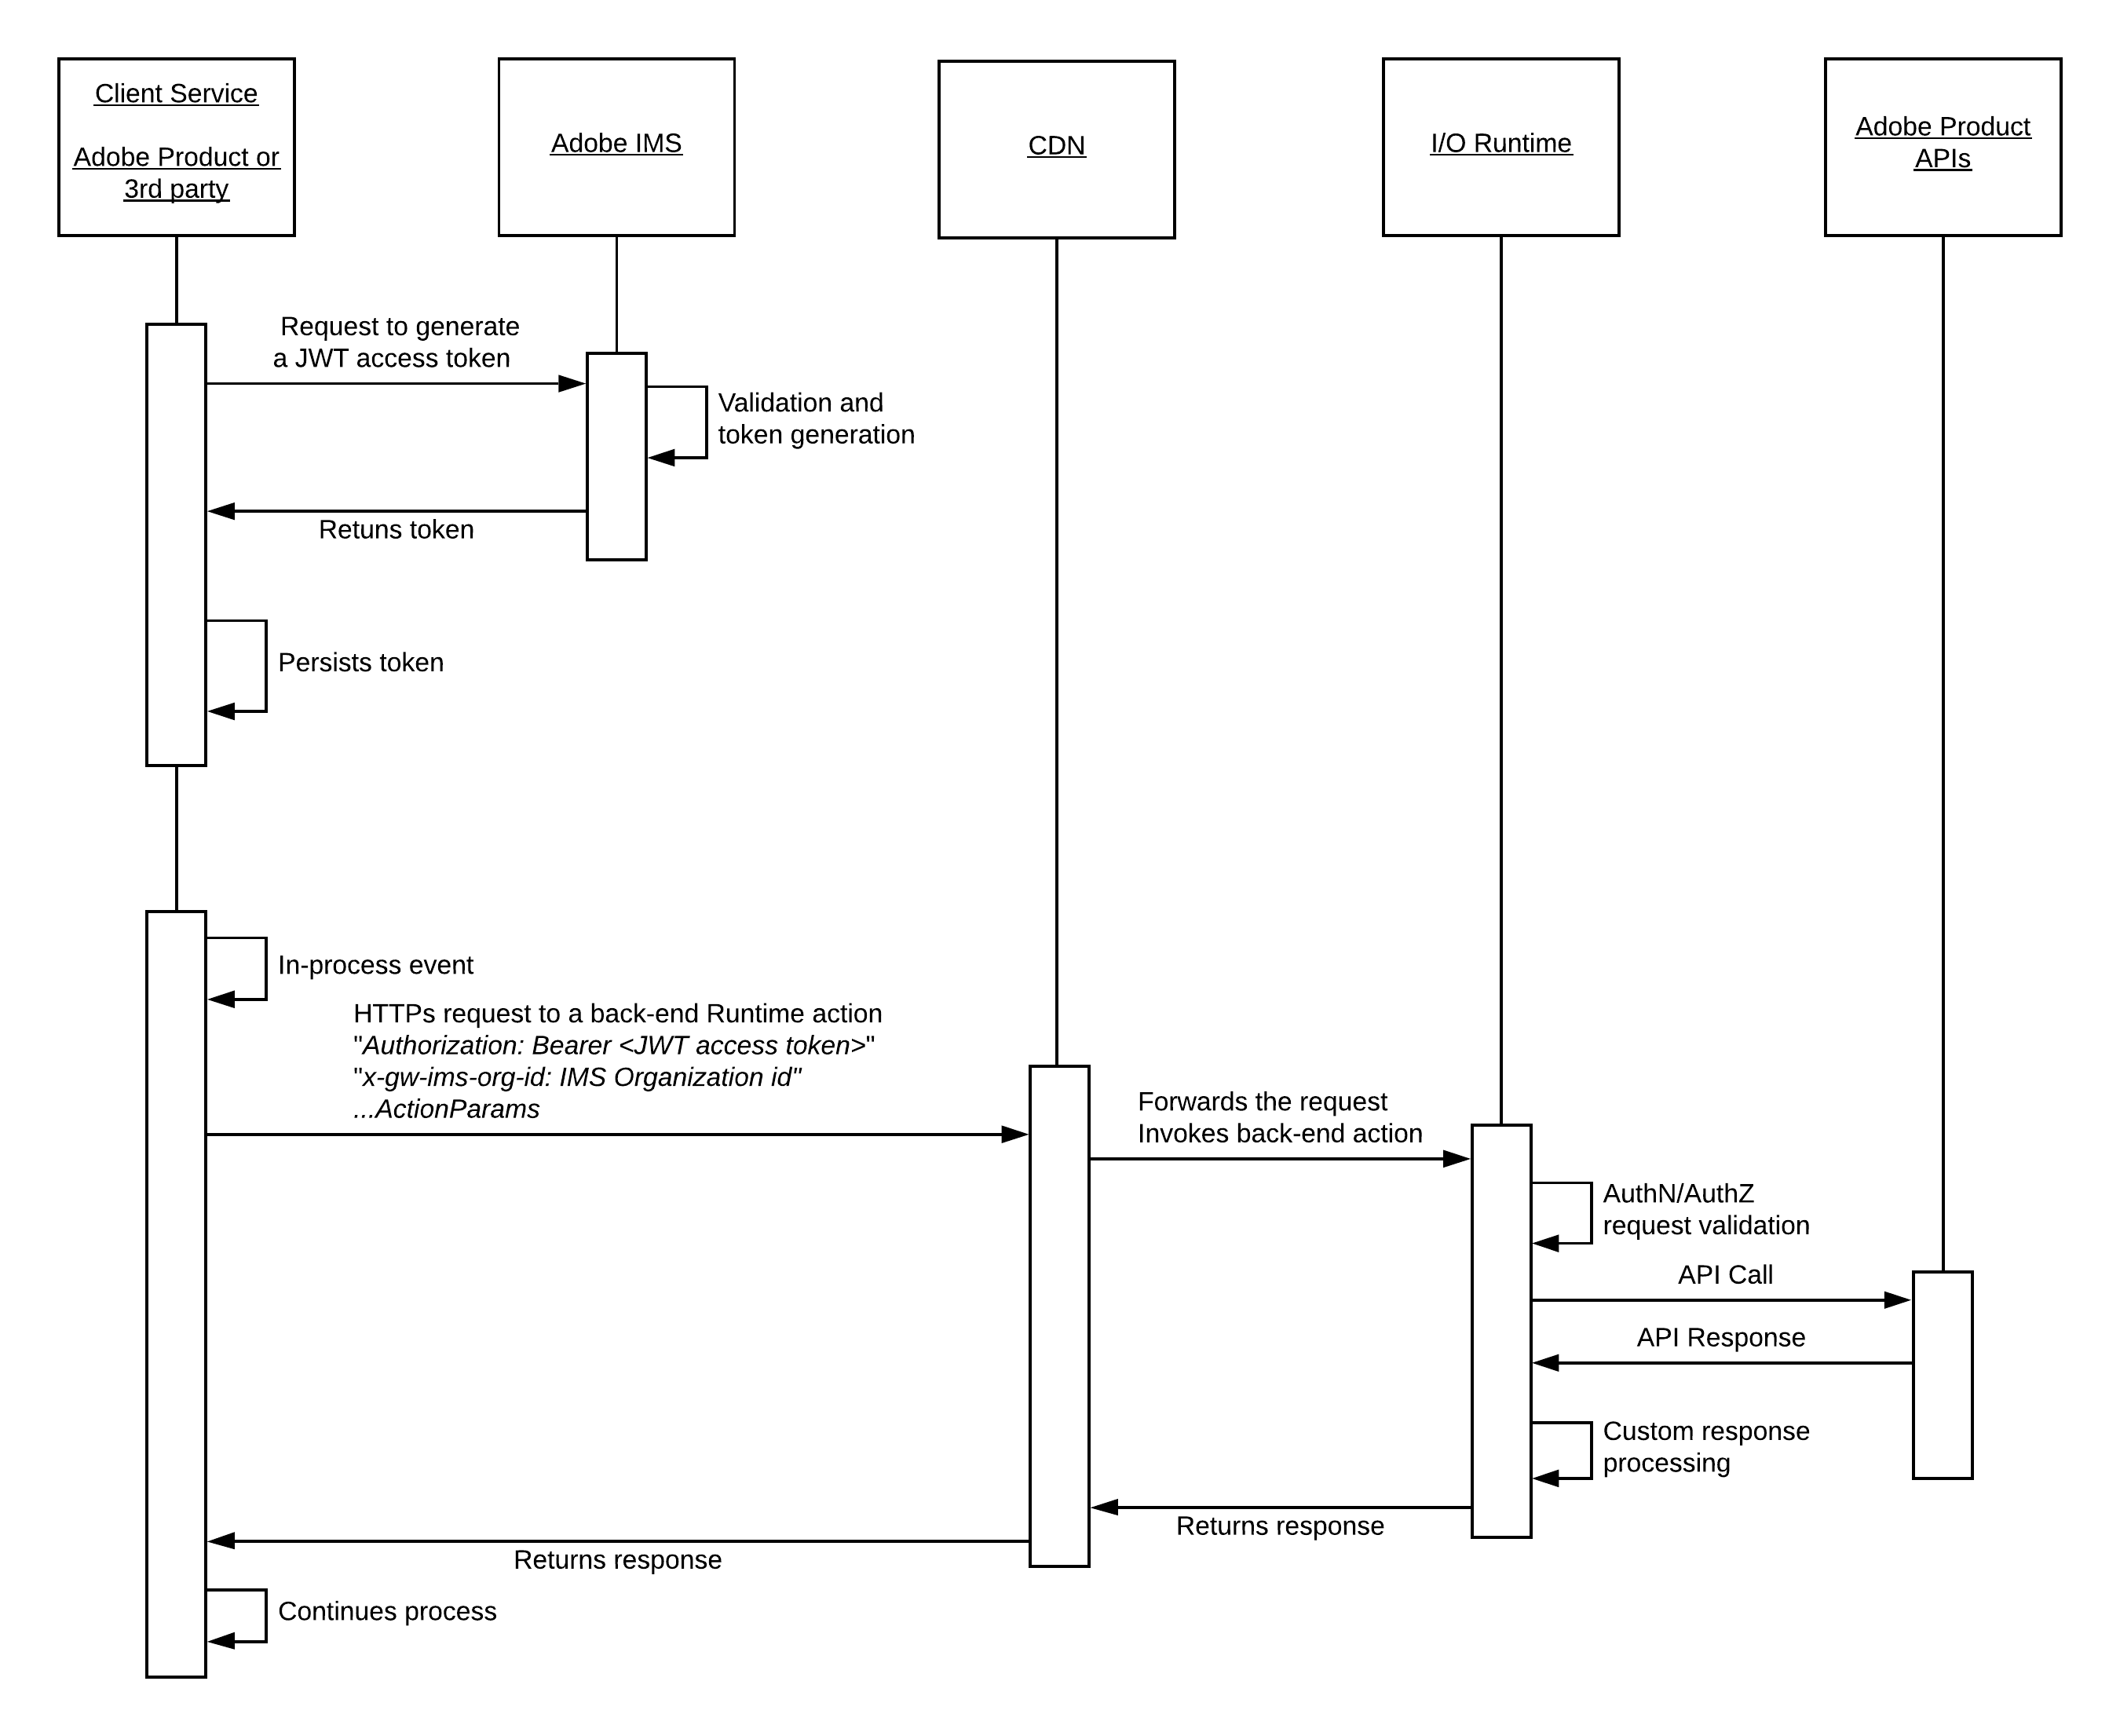 Client Service
Adobe Product or
3rd party
Adobe IMS
CDN
I/O Runtime
Adobe Product
APIs
Request to generate
a JWT access token
Validation and
token generation
Retuns token
Persists token
In-process event
HTTPs request to a back-end Runtime action
"Authorization: Bearer <JWT access token>"
"x-gw-ims-org-id: IMS Organization id"
...ActionParams
Forwards the request
Invokes back-end action
AuthN/AuthZ
request validation
API Call
API Response
Custom response
processing
Returns response
Returns response
Continues process